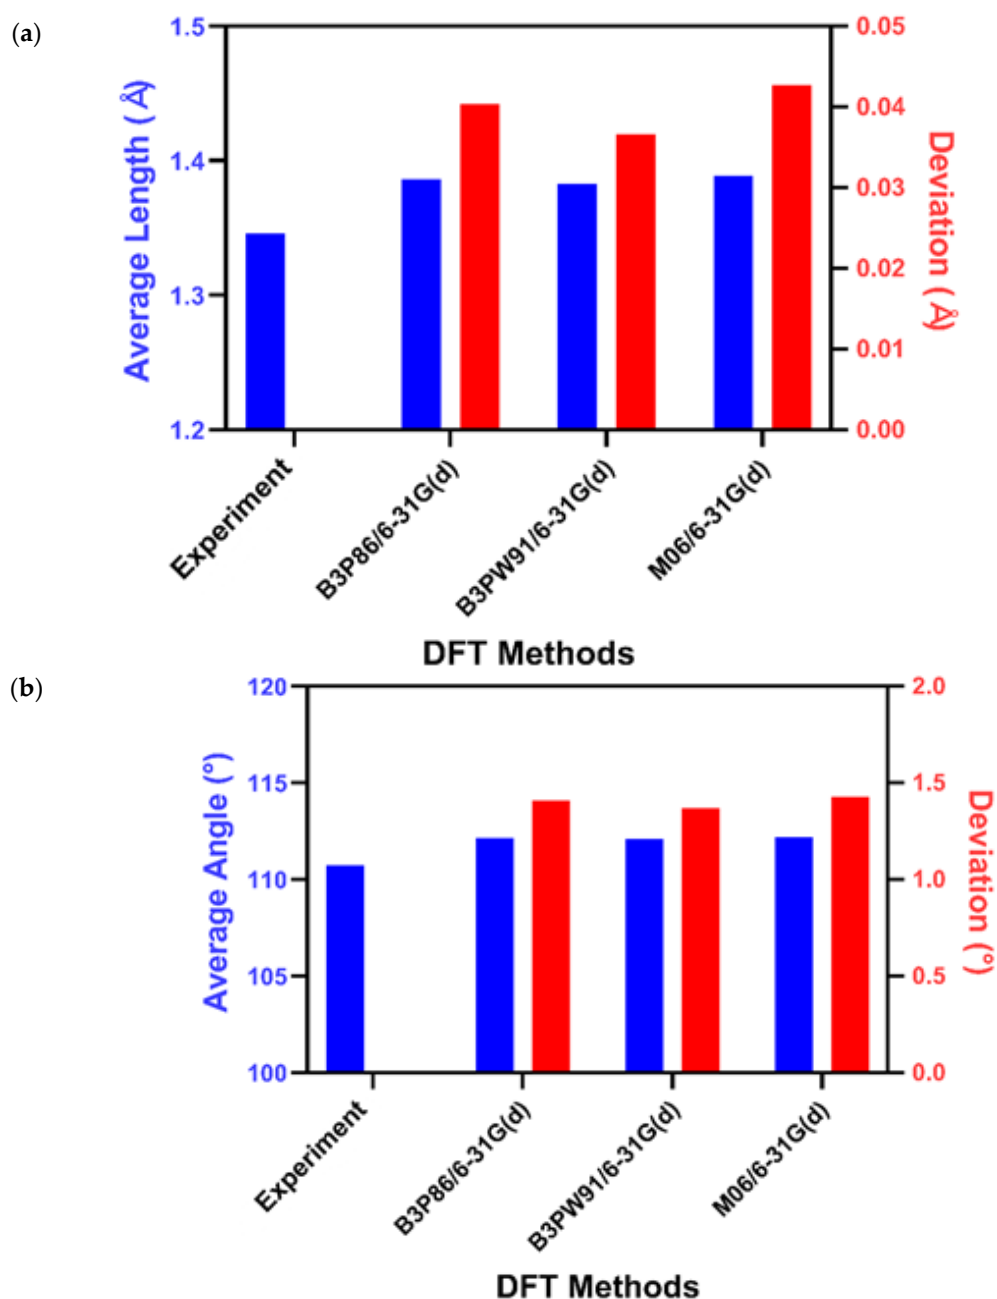 (a)
Average Length (Å)
1.5
1.4
1.3
1.2
0.05
0.04
0.03
0.02
0.01
0.00
Deviation (Å)
Experiment
B3P86/6-31G(d)
B3PW91/6-31G(d)
M06/6-31G(d)
DFT Methods
(b)
Average Angle (°)
120
115
110
105
100
2.0
1.5
1.0
0.5
0.0
Deviation (°)
Experiment
B3P86/6-31G(d)
B3PW91/6-31G(d)
M06/6-31G(d)
DFT Methods